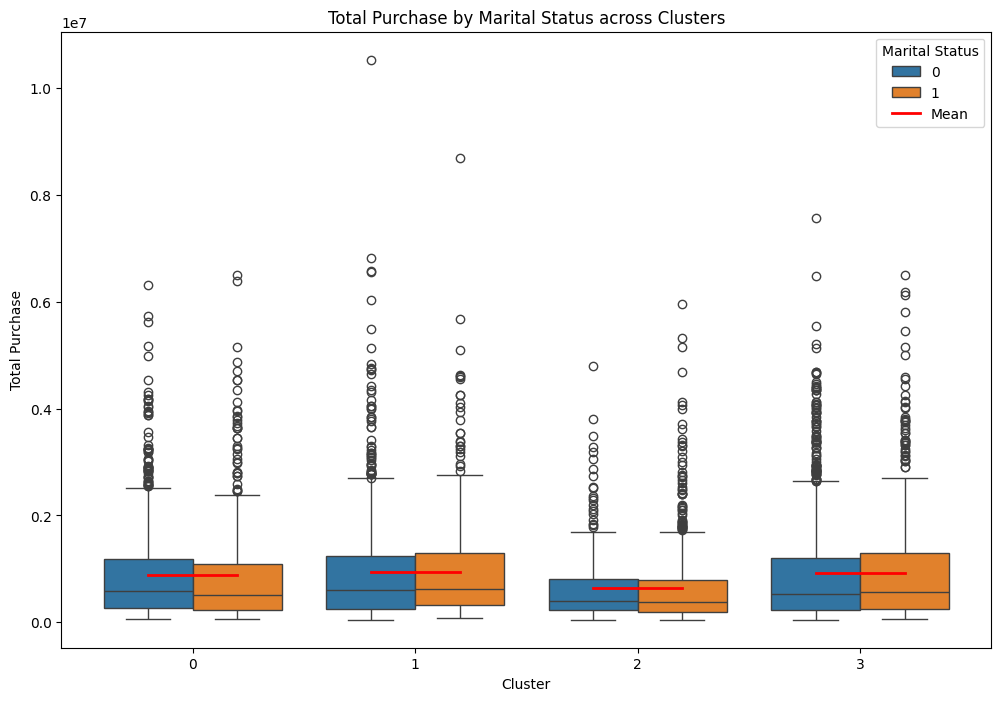 Total Purchase by Marital Status across Clusters
1e7
Marital Status
0
1
Mean
1.0
0.8
0.6
0.4
0.2
0.0
Total Purchase
0 1 2 3
Cluster